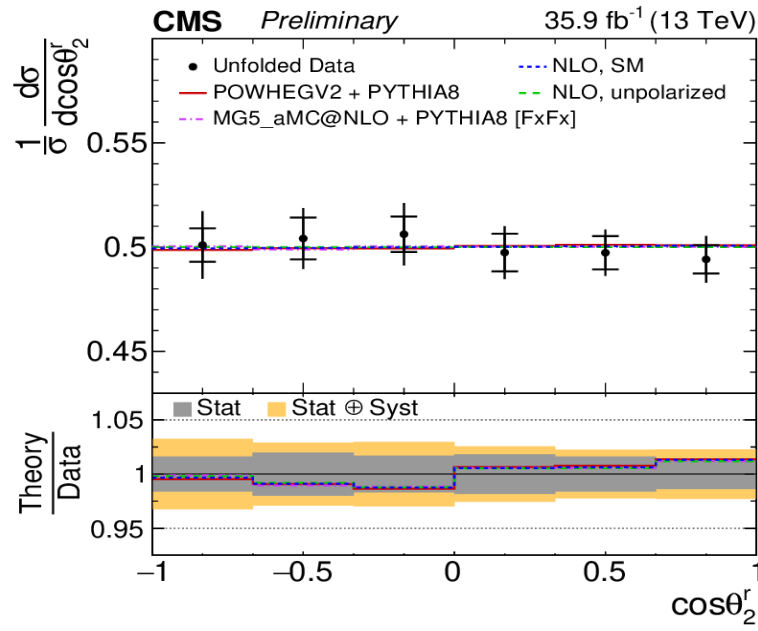 CMS Preliminary 35.9 fb⁻¹ (13 TeV)
1/σ dσ/dcosθ₂ʳ
Unfolded Data
POWHEGV2 + PYTHIA8
MG5_aMC@NLO + PYTHIA8 [FxFx]
NLO, SM
NLO, unpolarized
0.55
0.5
0.45
Stat
Stat ⊕ Syst
Theory/Data
1.05
1
0.95
−1 −0.5 0 0.5 1
cosθ₂ʳ